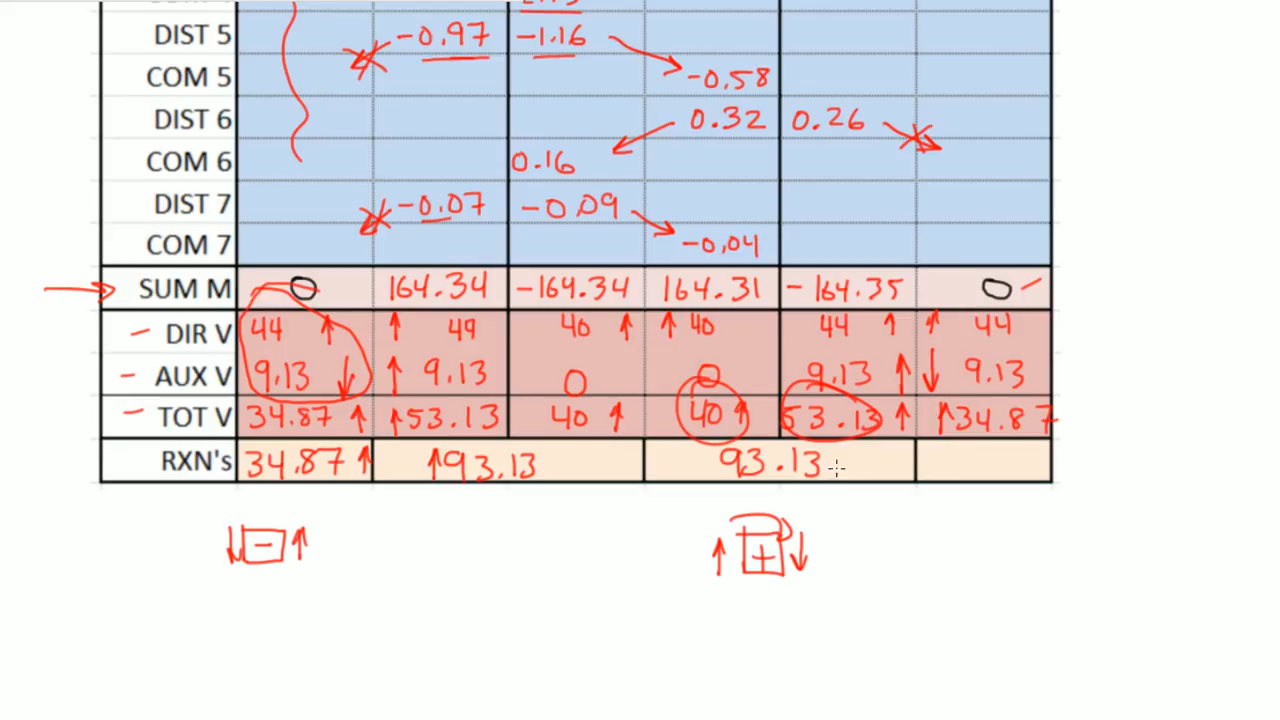 DIST 5 -0.97 -1.16
COM 5 -0.58
DIST 6 0.32 0.26
COM 6 0.16
DIST 7 -0.07 -0.09
COM 7 -0.04
SUM M 0 164.34 -164.34 164.31 -164.35 0
DIR V 44 ↑ ↑ 49 40 ↑ ↑ 40 44 ↑ ↑ 44
AUX V 9.13 ↓ ↑ 9.13 0 0 9.13 ↑ ↓ 9.13
TOT V 34.87 ↑ ↑ 53.13 40 ↑ 40 ↑ 53.13 ↑ ↑ 34.87
RXN's 34.87 ↑ ↑ 93.13 93.13
↓ - ↑ ↑ + ↓